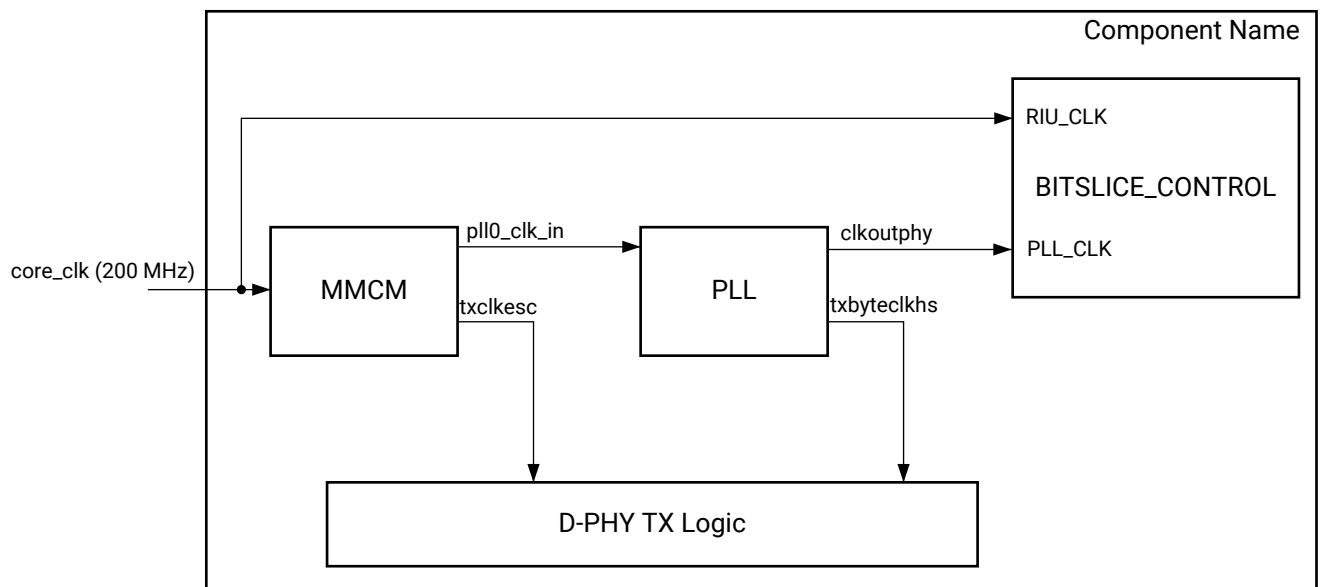 Component Name
RIU_CLK
BITSLICE_CONTROL
pll0_clk_in
clkoutphy
PLL_CLK
core_clk (200 MHz)
MMCM
PLL
txclkesc
txbyteclkhs
D-PHY TX Logic